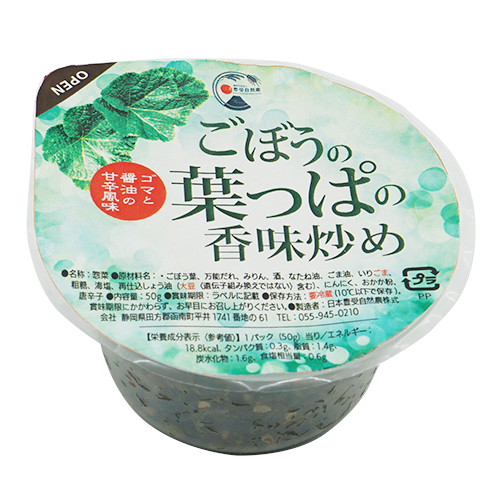 OPEN
豊受自然農
ごぼうの
葉っぱの
香味炒め
ゴマと
醤油の
甘辛風味
●名称：惣菜 ●原材料名：・ごぼう葉、万能だれ、みりん、酒、なたね油、ごま油、いりごま、
粗糖、海塩、再仕込しょうゆ（大豆（遺伝子組み換えではない）含む）、にんにく、おかか粉、
唐辛子 ●内容量：50g ●賞味期限：ラベルに記載 ●保存方法：要冷蔵（10℃以下で保存）。
賞味期限にかかわらず、お早目にお召し上がりください。 ●製造者：日本豊受自然農株式会社
静岡県田方郡函南町平井 1741 番地の 61 TEL：055-945-0210
プラ
PP
【栄養成分表示（参考値）】1パック（50g）当り／エネルギー：
18.8kcal、タンパク質：0.3g、脂質：1.4g、
炭水化物：1.6g、食塩相当量：0.6g